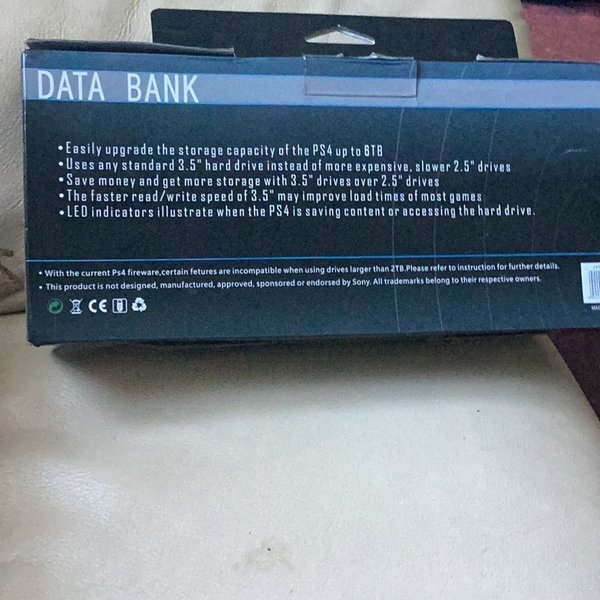 DATA BANK
•Easily upgrade the storage capacity of the PS4 up to 6TB
•Uses any standard 3.5" hard drive instead of more expensive. slower 2.5" drives
•Save money and get more storage with 3.5" drives over 2.5" drives
•The faster read/write speed of 3.5" may improve load times of most games
•LED indicators illustrate when the PS4 is saving content or accessing the hard drive.
• With the current Ps4 fireware,certain fetures are incompatible when using drives larger than 2TB.Please refer to instruction for further details.
• This product is not designed, manufactured, approved, sponsored or endorsed by Sony. All trademarks belong to their respective owners.
CE